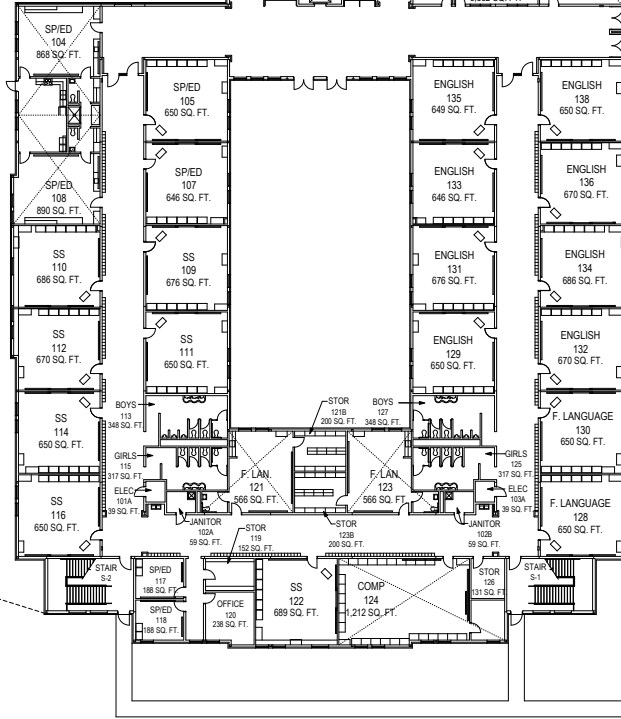 SP/ED
104
868 SQ. FT.
SP/ED
105
650 SQ. FT.
ENGLISH
135
649 SQ. FT.
ENGLISH
138
650 SQ. FT.
SP/ED
108
890 SQ. FT.
SP/ED
107
646 SQ. FT.
ENGLISH
133
646 SQ. FT.
ENGLISH
136
670 SQ. FT.
SS
110
686 SQ. FT.
SS
109
676 SQ. FT.
ENGLISH
131
676 SQ. FT.
ENGLISH
134
686 SQ. FT.
SS
112
670 SQ. FT.
SS
111
650 SQ. FT.
ENGLISH
129
650 SQ. FT.
ENGLISH
132
670 SQ. FT.
SS
114
650 SQ. FT.
BOYS
113
348 SQ. FT.
STOR
121B
200 SQ. FT.
BOYS
127
348 SQ. FT.
F. LANGUAGE
130
650 SQ. FT.
GIRLS
115
317 SQ. FT.
F. LAN.
121
566 SQ. FT.
F. LAN.
123
566 SQ. FT.
GIRLS
125
317 SQ. FT.
SS
116
650 SQ. FT.
ELEC
101A
39 SQ. FT.
ELEC
103A
39 SQ. FT.
F. LANGUAGE
128
650 SQ. FT.
JANITOR
102A
59 SQ. FT.
STOR
119
152 SQ. FT.
STOR
123B
200 SQ. FT.
JANITOR
102B
59 SQ. FT.
STAIR
S-2
SP/ED
117
188 SQ. FT.
SP/ED
118
188 SQ. FT.
OFFICE
120
238 SQ. FT.
SS
122
689 SQ. FT.
COMP
124
1,212 SQ. FT.
STOR
126
131 SQ. FT.
STAIR
S-1